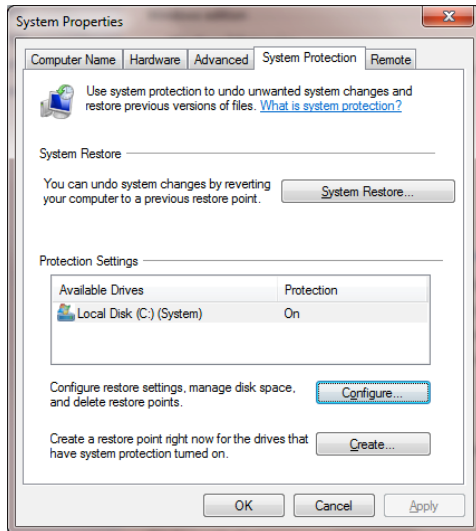 System Properties
Computer Name Hardware Advanced System Protection Remote
Use system protection to undo unwanted system changes and
restore previous versions of files. What is system protection?
System Restore
You can undo system changes by reverting
your computer to a previous restore point.
System Restore...
Protection Settings
Available Drives Protection
Local Disk (C:) (System) On
Configure restore settings, manage disk space,
and delete restore points.
Configure...
Create a restore point right now for the drives that
have system protection turned on.
Create...
OK Cancel Apply